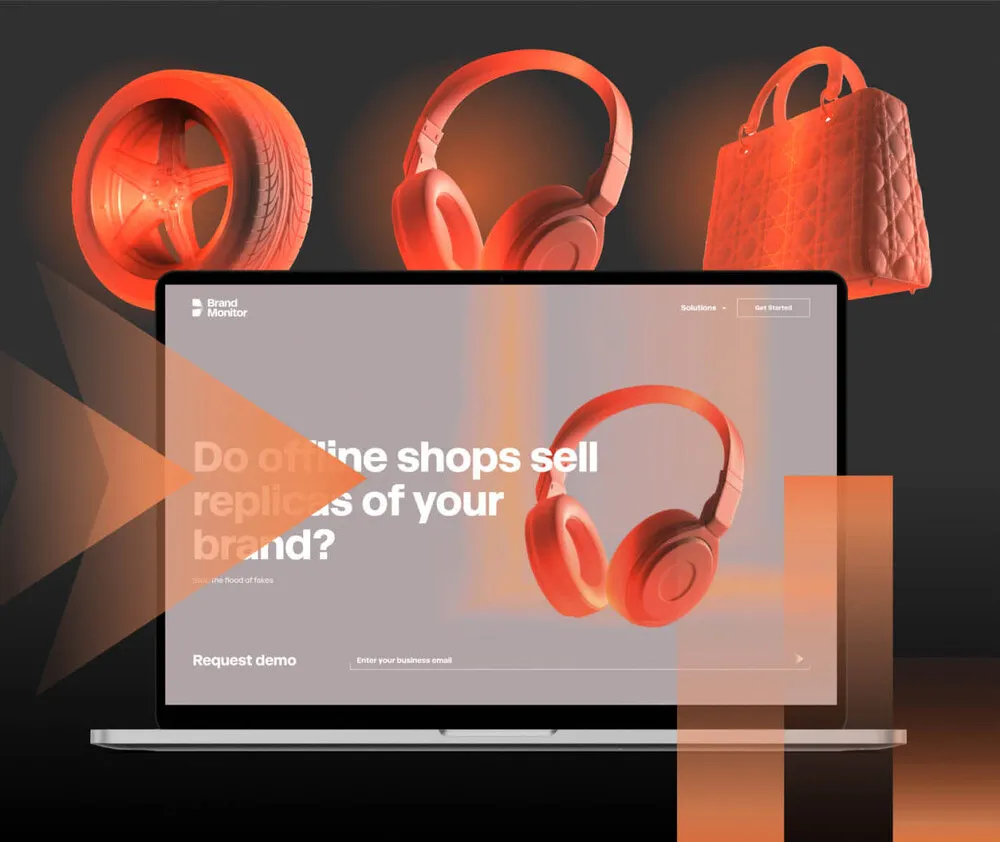 Brand
Monitor
Solutions
Get Started
Do offline shops sell
replicas of your
brand?
the flood of fakes
Request demo
Enter your business email